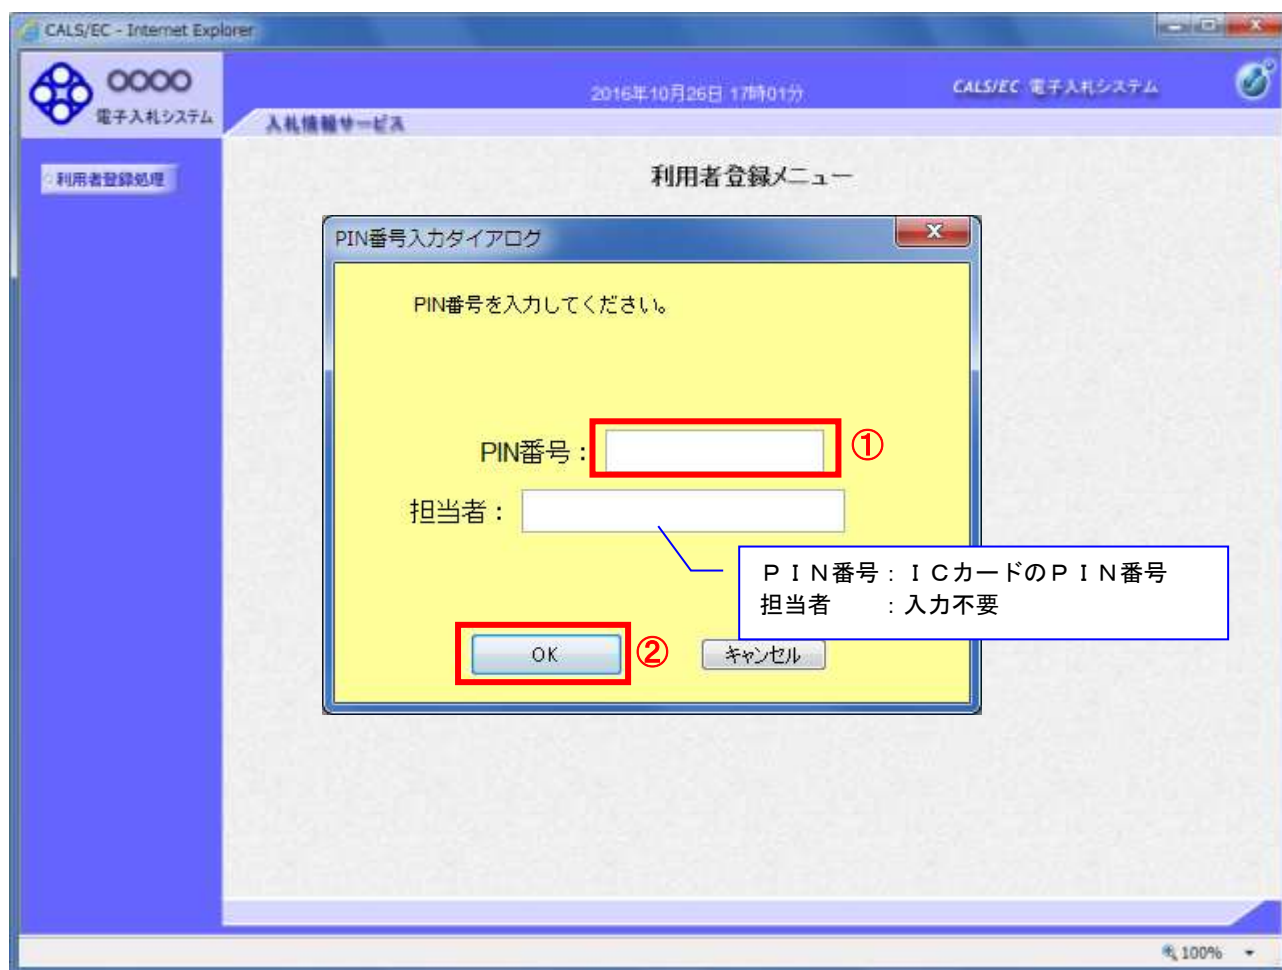 CALS/EC - Internet Explorer
○○○○
電子入札システム
2016年10月26日 17時01分
CALS/EC 電子入札システム
入札情報サービス
利用者登録処理
利用者登録メニュー
PIN番号入力ダイアログ
PIN番号を入力してください。
PIN番号：
①
担当者：
ＰＩＮ番号：ＩＣカードのＰＩＮ番号
担当者　　：入力不要
OK
②
キャンセル
100%